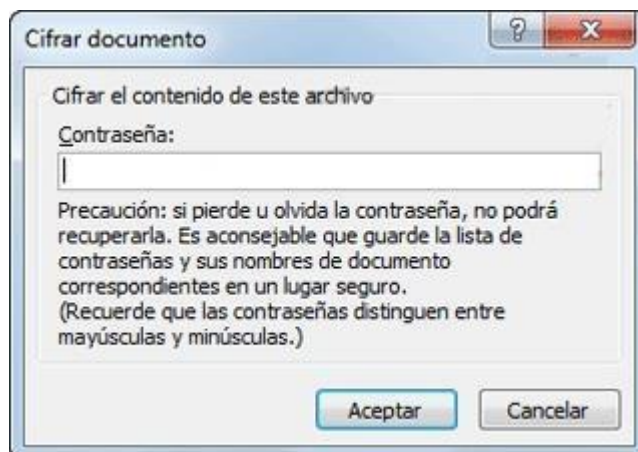 Cifrar documento
Cifrar el contenido de este archivo
Contraseña:
Precaución: si pierde u olvida la contraseña, no podrá
recuperarla. Es aconsejable que guarde la lista de
contraseñas y sus nombres de documento
correspondientes en un lugar seguro.
(Recuerde que las contraseñas distinguen entre
mayúsculas y minúsculas.)
Aceptar
Cancelar